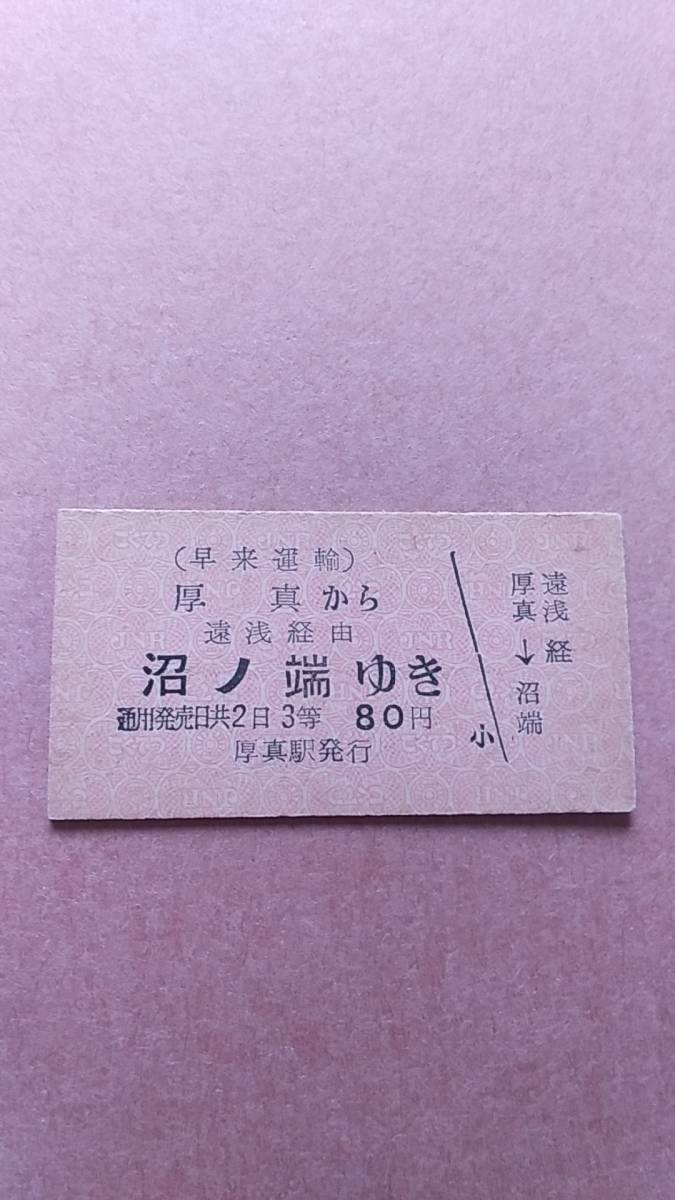 (早来運輸)
厚真から
遠浅経由
沼ノ端ゆき
通用発売日共2日 3等 80円
厚真駅発行
小
遠浅経
厚真→沼端